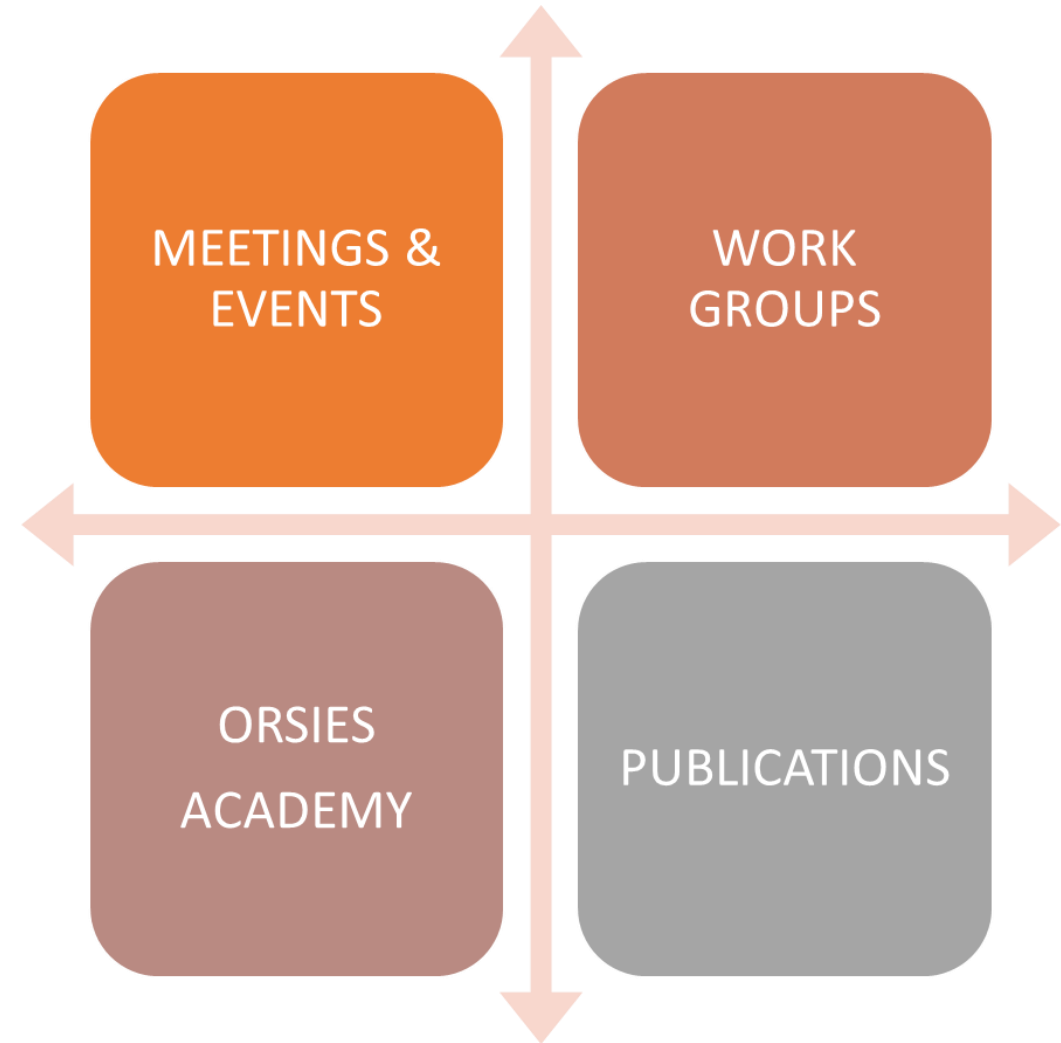 MEETINGS &
EVENTS
WORK
GROUPS
ORSIES
ACADEMY
PUBLICATIONS